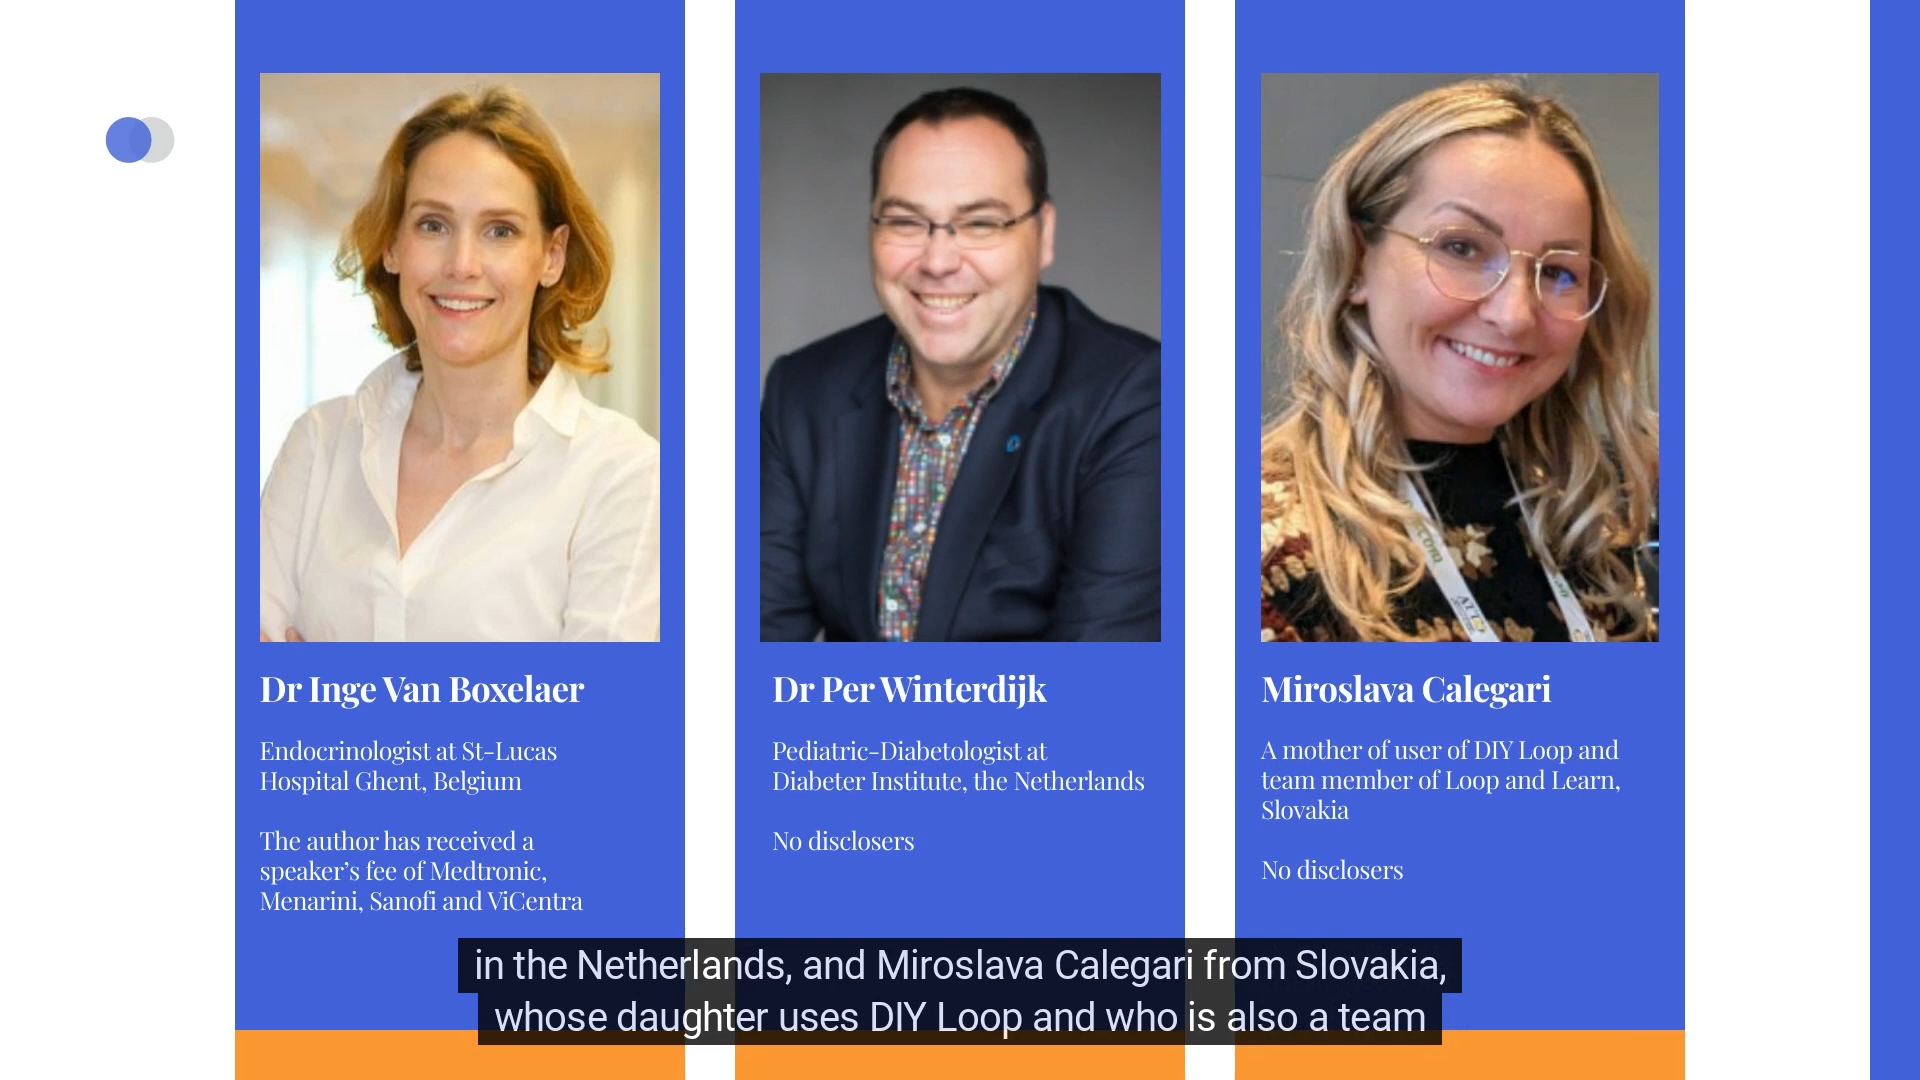 Dr Inge Van Boxelaer
Endocrinologist at St-Lucas
Hospital Ghent, Belgium
The author has received a
speaker's fee of Medtronic,
Menarini, Sanofi and ViCentra
Dr Per Winterdijk
Pediatric-Diabetologist at
Diabeter Institute, the Netherlands
No disclosers
Miroslava Calegari
A mother of user of DIY Loop and
team member of Loop and Learn,
Slovakia
No disclosers
in the Netherlands, and Miroslava Calegari from Slovakia,
whose daughter uses DIY Loop and who is also a team